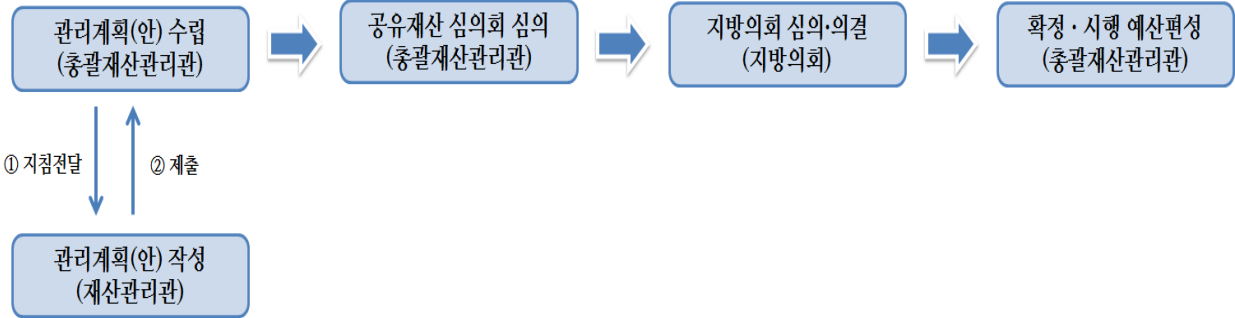 관리계획(안) 수립
(총괄재산관리관)
공유재산 심의회 심의
(총괄재산관리관)
지방의회 심의·의결
(지방의회)
확정·시행 예산편성
(총괄재산관리관)
① 지침전달
② 제출
관리계획(안) 작성
(재산관리관)